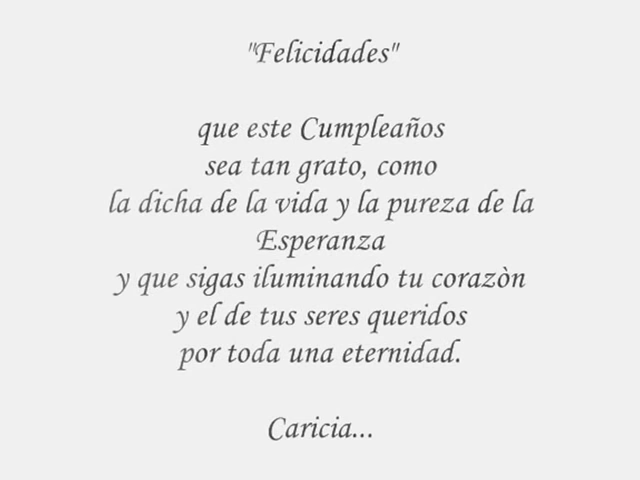 "Felicidades"
que este Cumpleaños
sea tan grato, como
la dicha de la vida y la pureza de la
Esperanza
y que sigas iluminando tu corazòn
y el de tus seres queridos
por toda una eternidad.
Caricia...